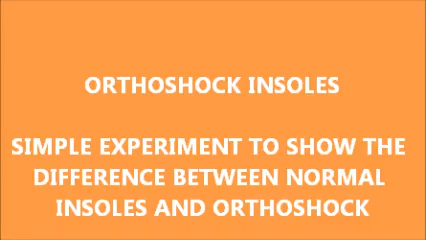 ORTHOSHOCK INSOLES
SIMPLE EXPERIMENT TO SHOW THE
DIFFERENCE BETWEEN NORMAL
INSOLES AND ORTHOSHOCK